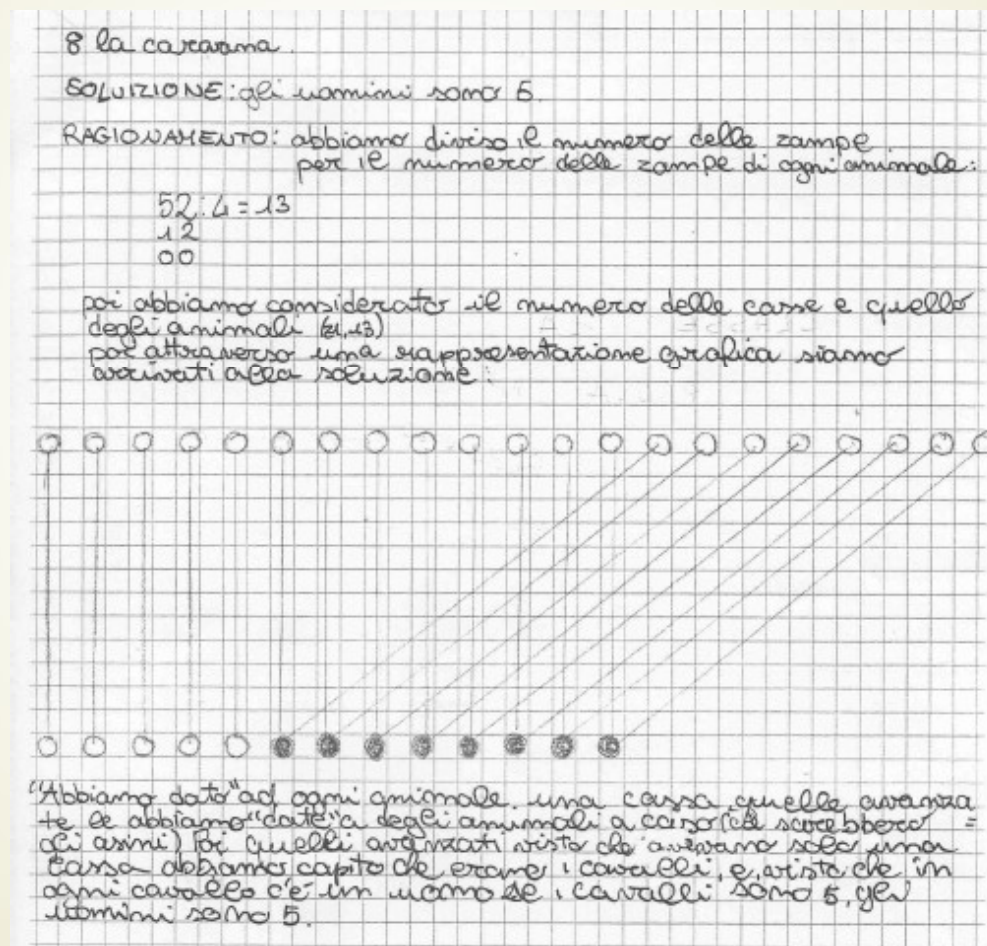 8 la carovana.
SOLUIZIONE: gli uomini sono 5.
RAGIONAMENTO: abbiamo diviso il numero delle zampe
per il numero delle zampe di ogni animale:
52:4=13
12
00
poi abbiamo considerato il numero delle casse e quello
degli animali (21,13)
poi attraverso una rappresentazione grafica siamo
arrivati alla soluzione:
"Abbiamo dato" ad ogni animale una cassa, quelle avanza
te le abbiamo "date" a degli animali a caso (che sarebbero =
gli asini) Poi quelli avanzati visto che avevano solo una
cassa abbiamo capito che erano i cavalli, e, visto che in
ogni cavallo c'è un uomo se i cavalli sono 5, gli
uomini sono 5.